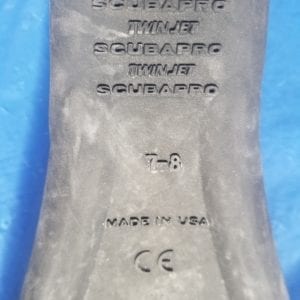 SCUBAPRO
TWINJET
SCUBAPRO
TWINJET
SCUBAPRO
7-8
MADE IN USA
CE